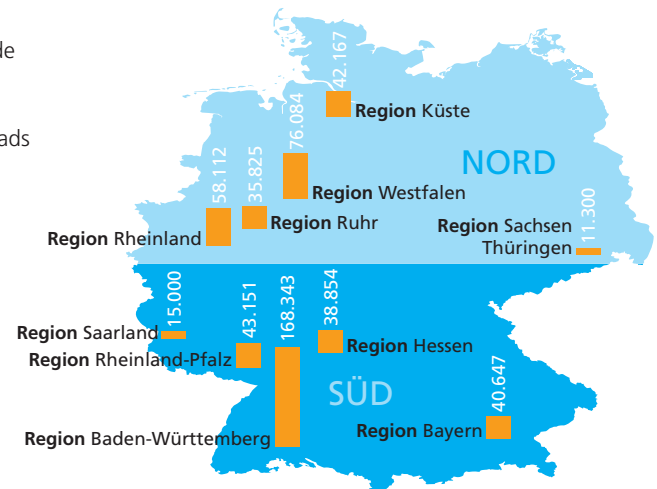 de
ads
42.167
Region Küste
76.084
NORD
58.112
35.825
Region Westfalen
Region Ruhr
Region Rheinland
11.300
Region Sachsen
Thüringen
15.000
43.151
168.343
38.854
Region Saarland
Region Rheinland-Pfalz
Region Hessen
SÜD
40.647
Region Baden-Württemberg
Region Bayern